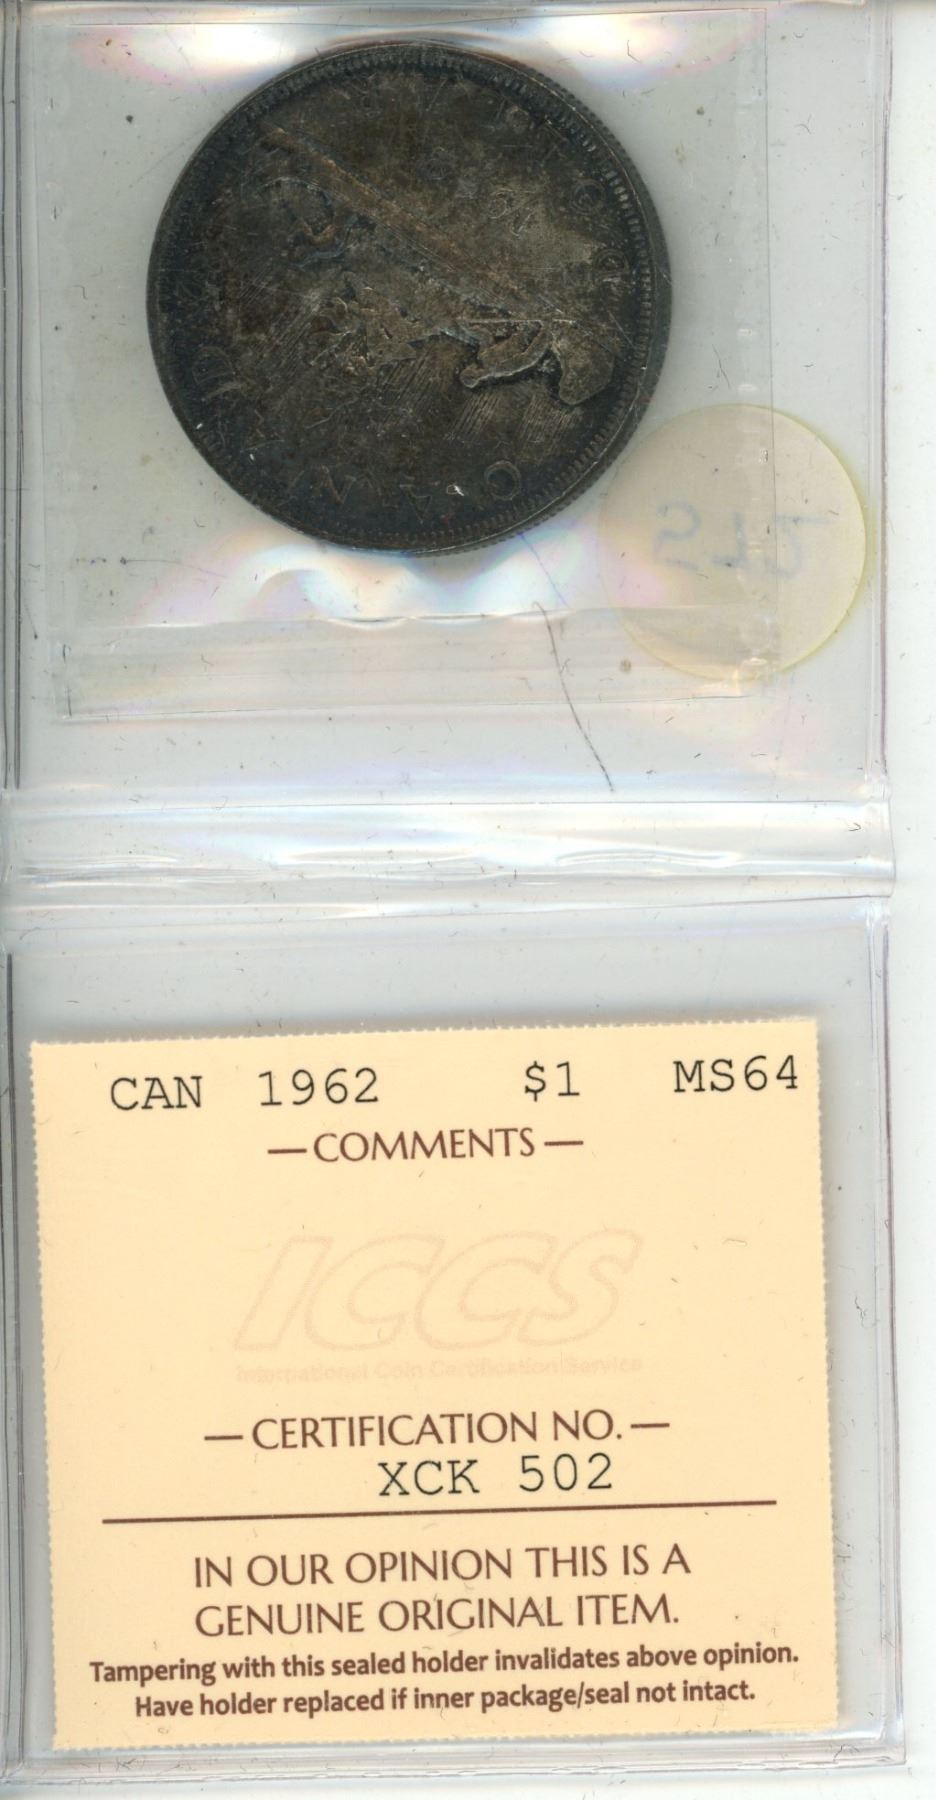 CANADA
1962
CAN 1962 $1 MS64
— COMMENTS —
ICCS
International Coin Certification Service
— CERTIFICATION NO. —
XCK 502
IN OUR OPINION THIS IS A
GENUINE ORIGINAL ITEM.
Tampering with this sealed holder invalidates above opinion.
Have holder replaced if inner package/seal not intact.